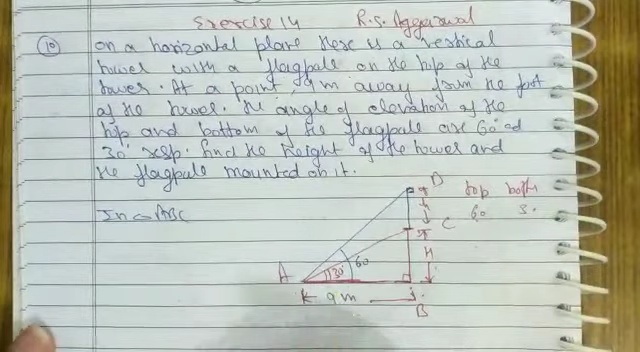 Exercise 14 R.S. Aggarwal
10 on a horizontal plane there is a vertical
tower with a flagpole on the top of the
tower. At a point, 9m away from the foot
of the tower. the angle of elevation of the
top and bottom of the flagpole are 60° ad
30° resp. find the height of the tower and
the flagpole mounted on it.
D top bottm
h 60 30
In △ ABC
C
H
A 30° 60
9 m
B